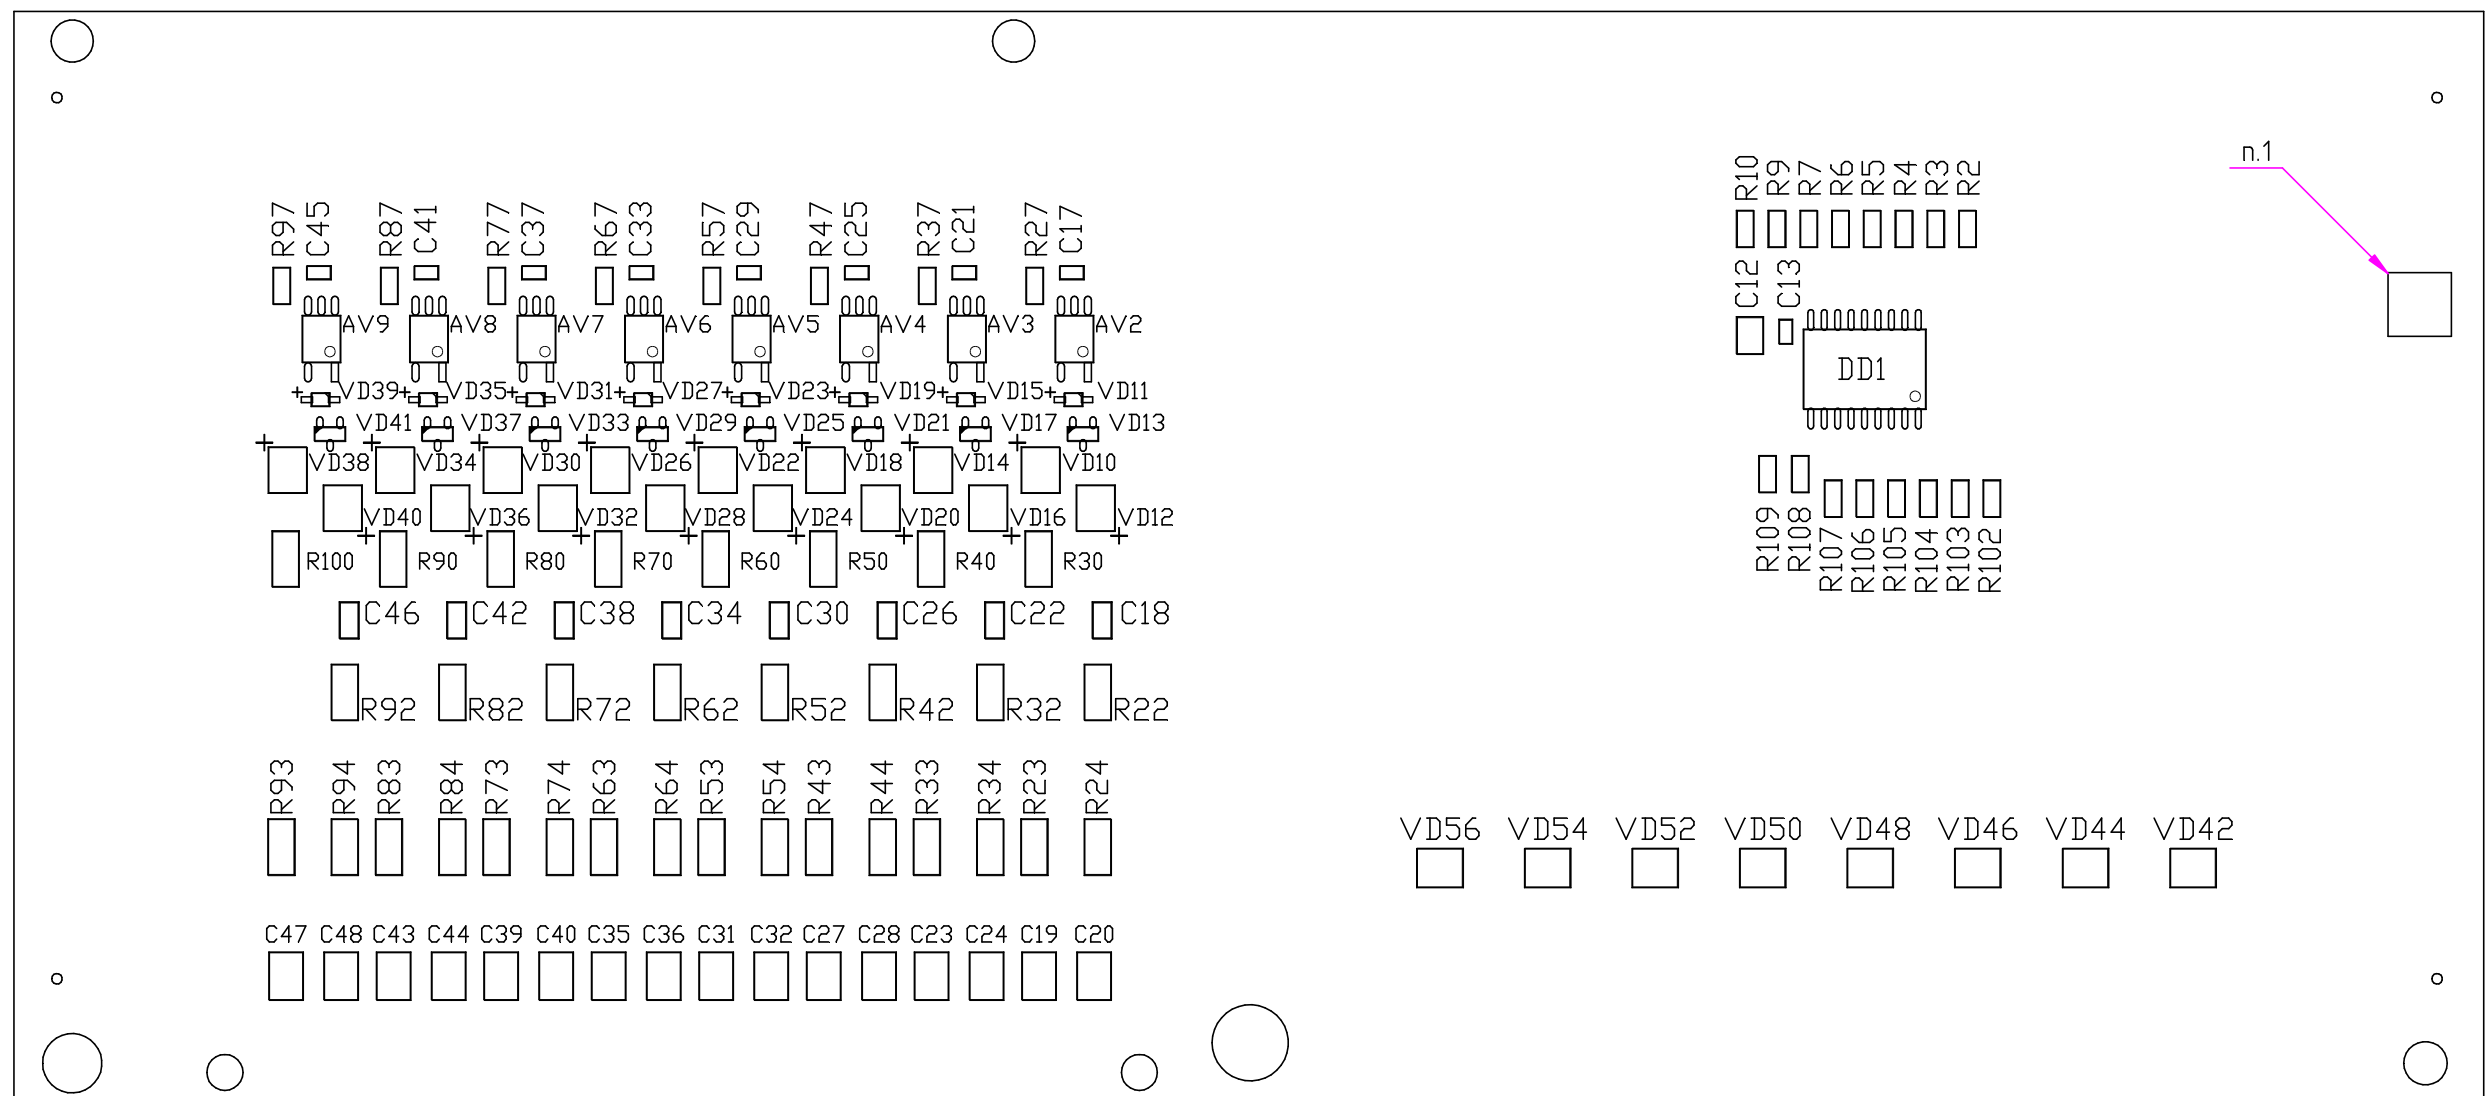 n.1
R10 R9 R7 R6 R5 R4 R3 R2
R97 C45 R87 C41 R77 C37 R67 C33 R57 C29 R47 C25 R37 C21 R27 C17
C12 C13
AV9 AV8 AV7 AV6 AV5 AV4 AV3 AV2
DD1
+ VD39 + VD35 + VD31 + VD27 + VD23 + VD19 + VD15 + VD11
VD41 VD37 VD33 VD29 VD25 VD21 VD17 VD13
+ + + + + + + +
VD38 VD34 VD30 VD26 VD22 VD18 VD14 VD10
VD40 VD36 VD32 VD28 VD24 VD20 VD16 VD12
+ + + + + + + +
R109 R108 R107 R106 R105 R104 R103 R102
R100 R90 R80 R70 R60 R50 R40 R30
C46 C42 C38 C34 C30 C26 C22 C18
R92 R82 R72 R62 R52 R42 R32 R22
R93 R94 R83 R84 R73 R74 R63 R64 R53 R54 R43 R44 R33 R34 R23 R24
VD56 VD54 VD52 VD50 VD48 VD46 VD44 VD42
C47 C48 C43 C44 C39 C40 C35 C36 C31 C32 C27 C28 C23 C24 C19 C20